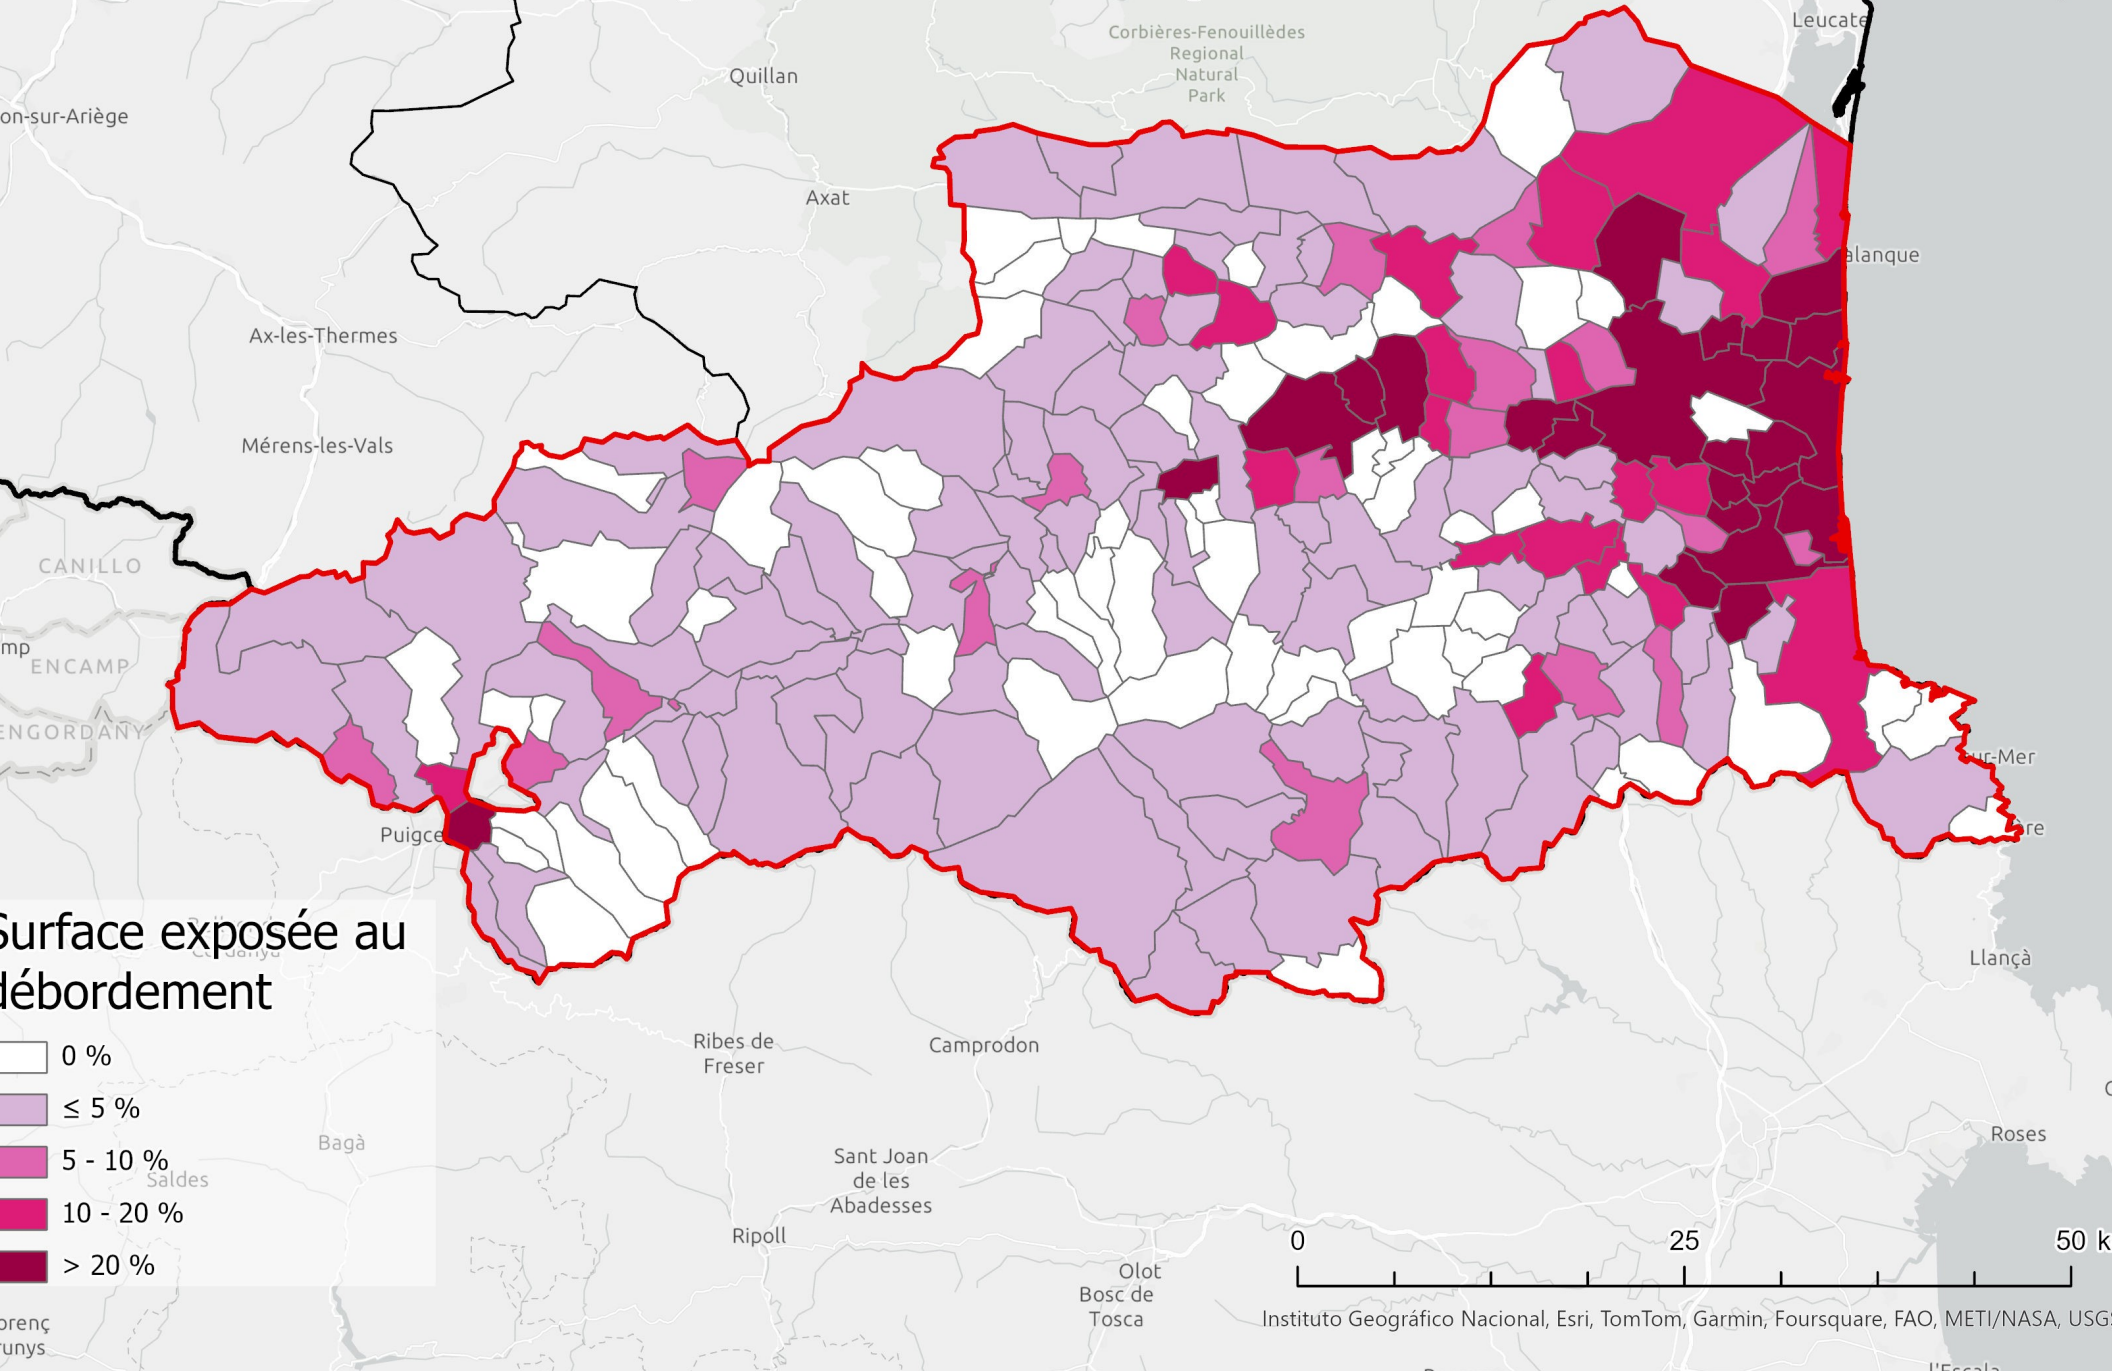 Leucate
Corbières-Fenouillèdes
Regional
Natural
Park
Quillan
on-sur-Ariège
Axat
alanque
Ax-les-Thermes
Mérens-les-Vals
CANILLO
mp
ENCAMP
ENGORDANY
ur-Mer
Puigce
ère
Surface exposée au
débordement
Llançà
Ribes de
Freser
Camprodon
0 %
≤ 5 %
5 - 10 %
10 - 20 %
> 20 %
Bagà
Saldes
Roses
Sant Joan
de les
Abadesses
Ripoll
0 25 50 k
Olot
Bosc de
Tosca
Instituto Geográfico Nacional, Esri, TomTom, Garmin, Foursquare, FAO, METI/NASA, USGS
orenç
runys
l'Escala